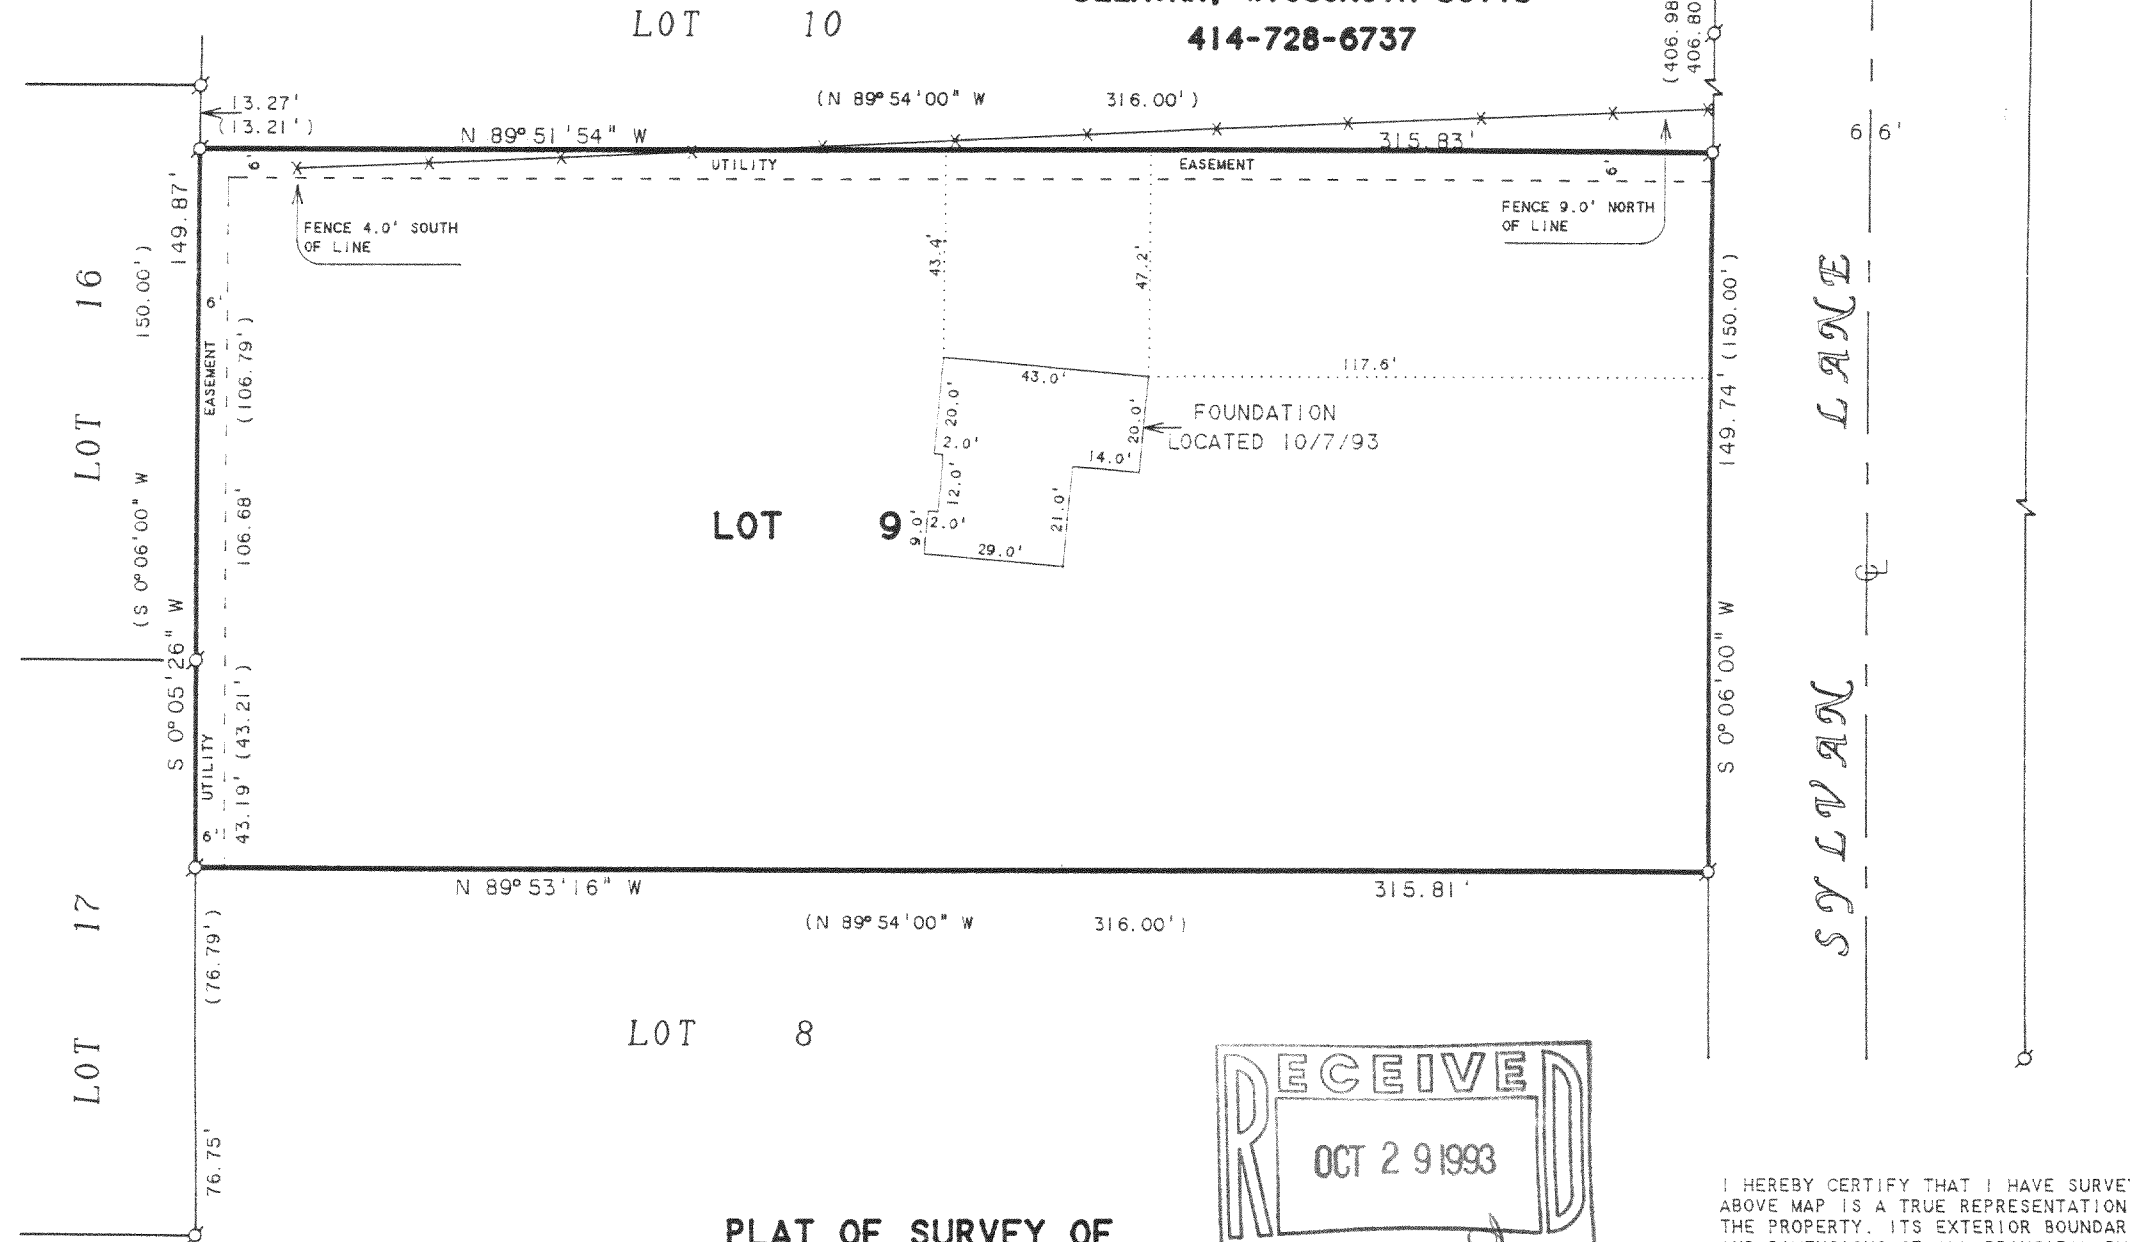 LOT 10
414-728-6737
(406.98
406.80
13.27'
(13.21')
(N 89°54'00" W 316.00')
N 89°51'54" W 315.83'
66'
6'
UTILITY EASEMENT
6'
FENCE 4.0' SOUTH
OF LINE
FENCE 9.0' NORTH
OF LINE
149.87'
(150.00')
LOT 16
(S 0°06'00" W
S 0°05'26" W
6'
EASEMENT
(106.79')
106.68'
UTILITY
43.19' (43.21')
6'
43.4'
47.2'
117.6'
43.0'
20.0'
2.0'
12.0'
2.0'
9.0'
29.0'
21.0'
14.0'
20.0'
FOUNDATION
LOCATED 10/7/93
LOT 9
149.74' (150.00')
S 0°06'00" W
SYLVAN LANE
CL
N 89°53'16" W 315.81'
(N 89°54'00" W 316.00')
LOT 17
(76.79')
76.75'
LOT 8
RECEIVED
OCT 29 1993
PLAT OF SURVEY OF
I HEREBY CERTIFY THAT I HAVE
ABOVE MAP IS A TRUE REPRESENTATION
THE PROPERTY. ITS EXTERIOR